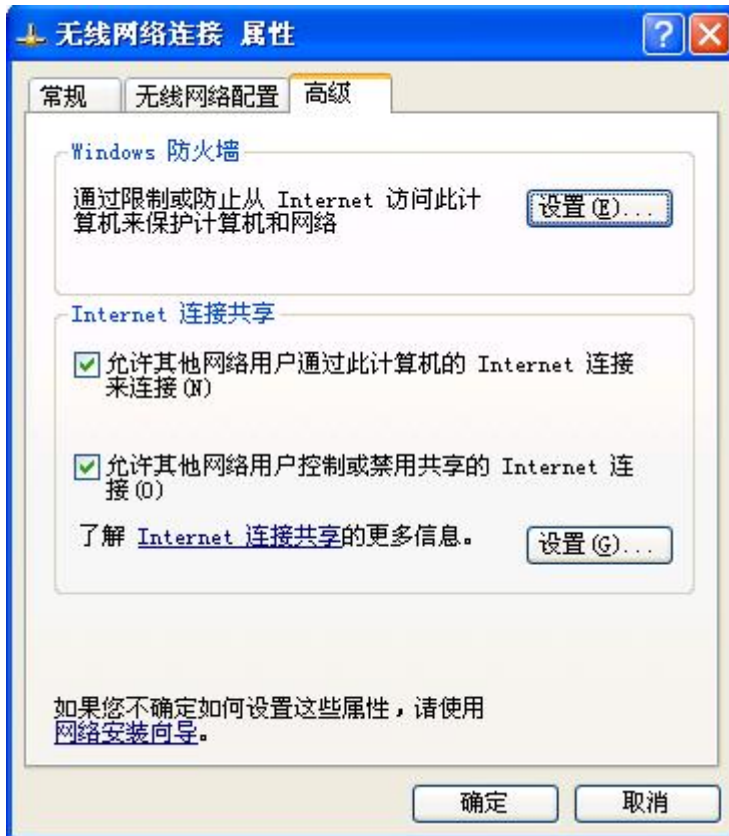 无线网络连接 属性
常规
无线网络配置
高级
Windows 防火墙
通过限制或防止从 Internet 访问此计
算机来保护计算机和网络
设置(E)...
Internet 连接共享
允许其他网络用户通过此计算机的 Internet 连接
来连接(N)
允许其他网络用户控制或禁用共享的 Internet 连
接(O)
了解 Internet 连接共享的更多信息。
设置(G)...
如果您不确定如何设置这些属性，请使用
网络安装向导。
确定
取消